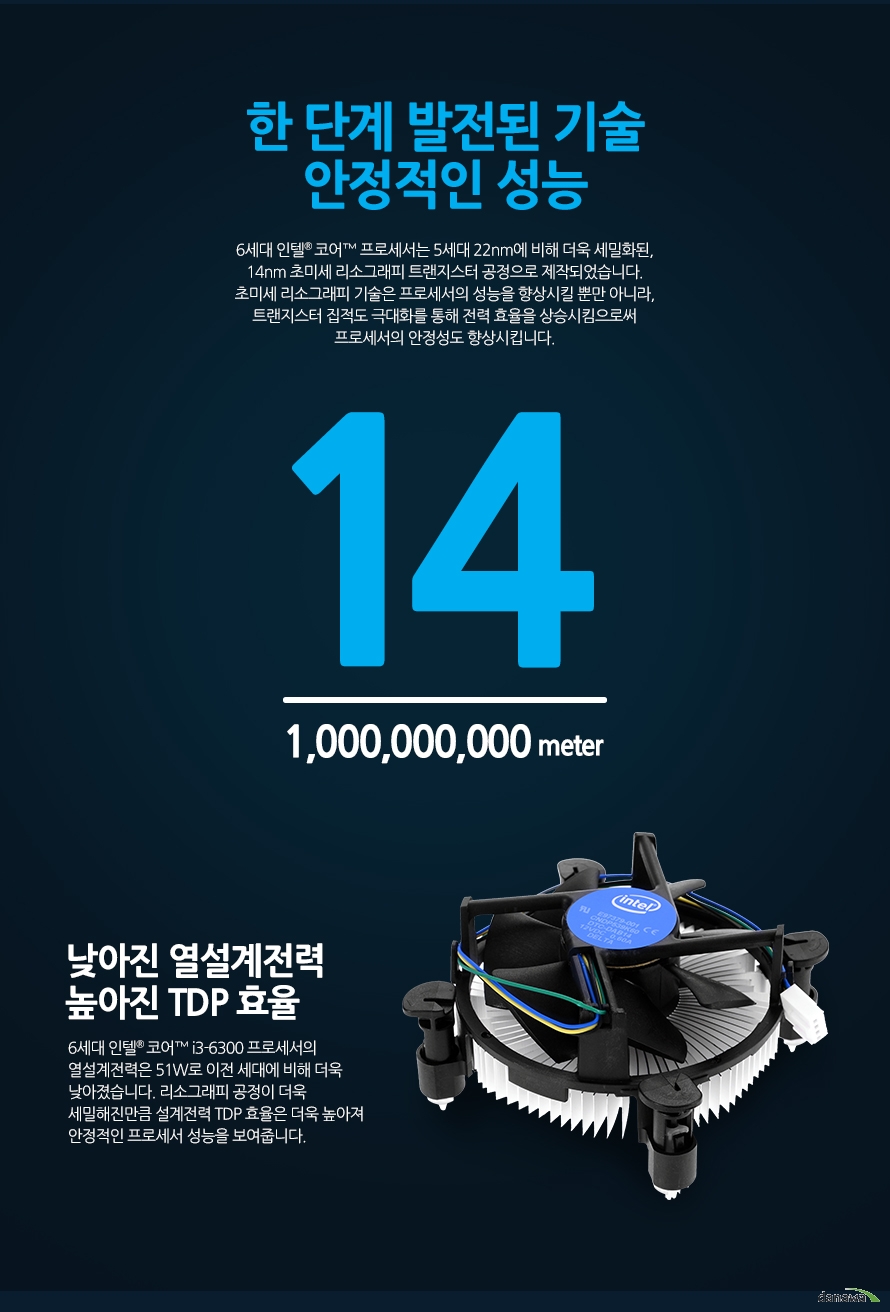 한 단계 발전된 기술
안정적인 성능
6세대 인텔® 코어™ 프로세서는 5세대 22nm에 비해 더욱 세밀화된,
14nm 초미세 리소그래피 트랜지스터 공정으로 제작되었습니다.
초미세 리소그래피 기술은 프로세서의 성능을 향상시킬 뿐만 아니라,
트랜지스터 집적도 극대화를 통해 전력 효율을 상승시킴으로써
프로세서의 안정성도 향상시킵니다.
14
1,000,000,000 meter
낮아진 열설계전력
높아진 TDP 효율
6세대 인텔® 코어™ i3-6300 프로세서의
열설계전력은 51W로 이전 세대에 비해 더욱
낮아졌습니다. 리소그래피 공정이 더욱
세밀해진만큼 설계전력 TDP 효율은 더욱 높아져
안정적인 프로세서 성능을 보여줍니다.
intel
E97379-001
CE
danawa